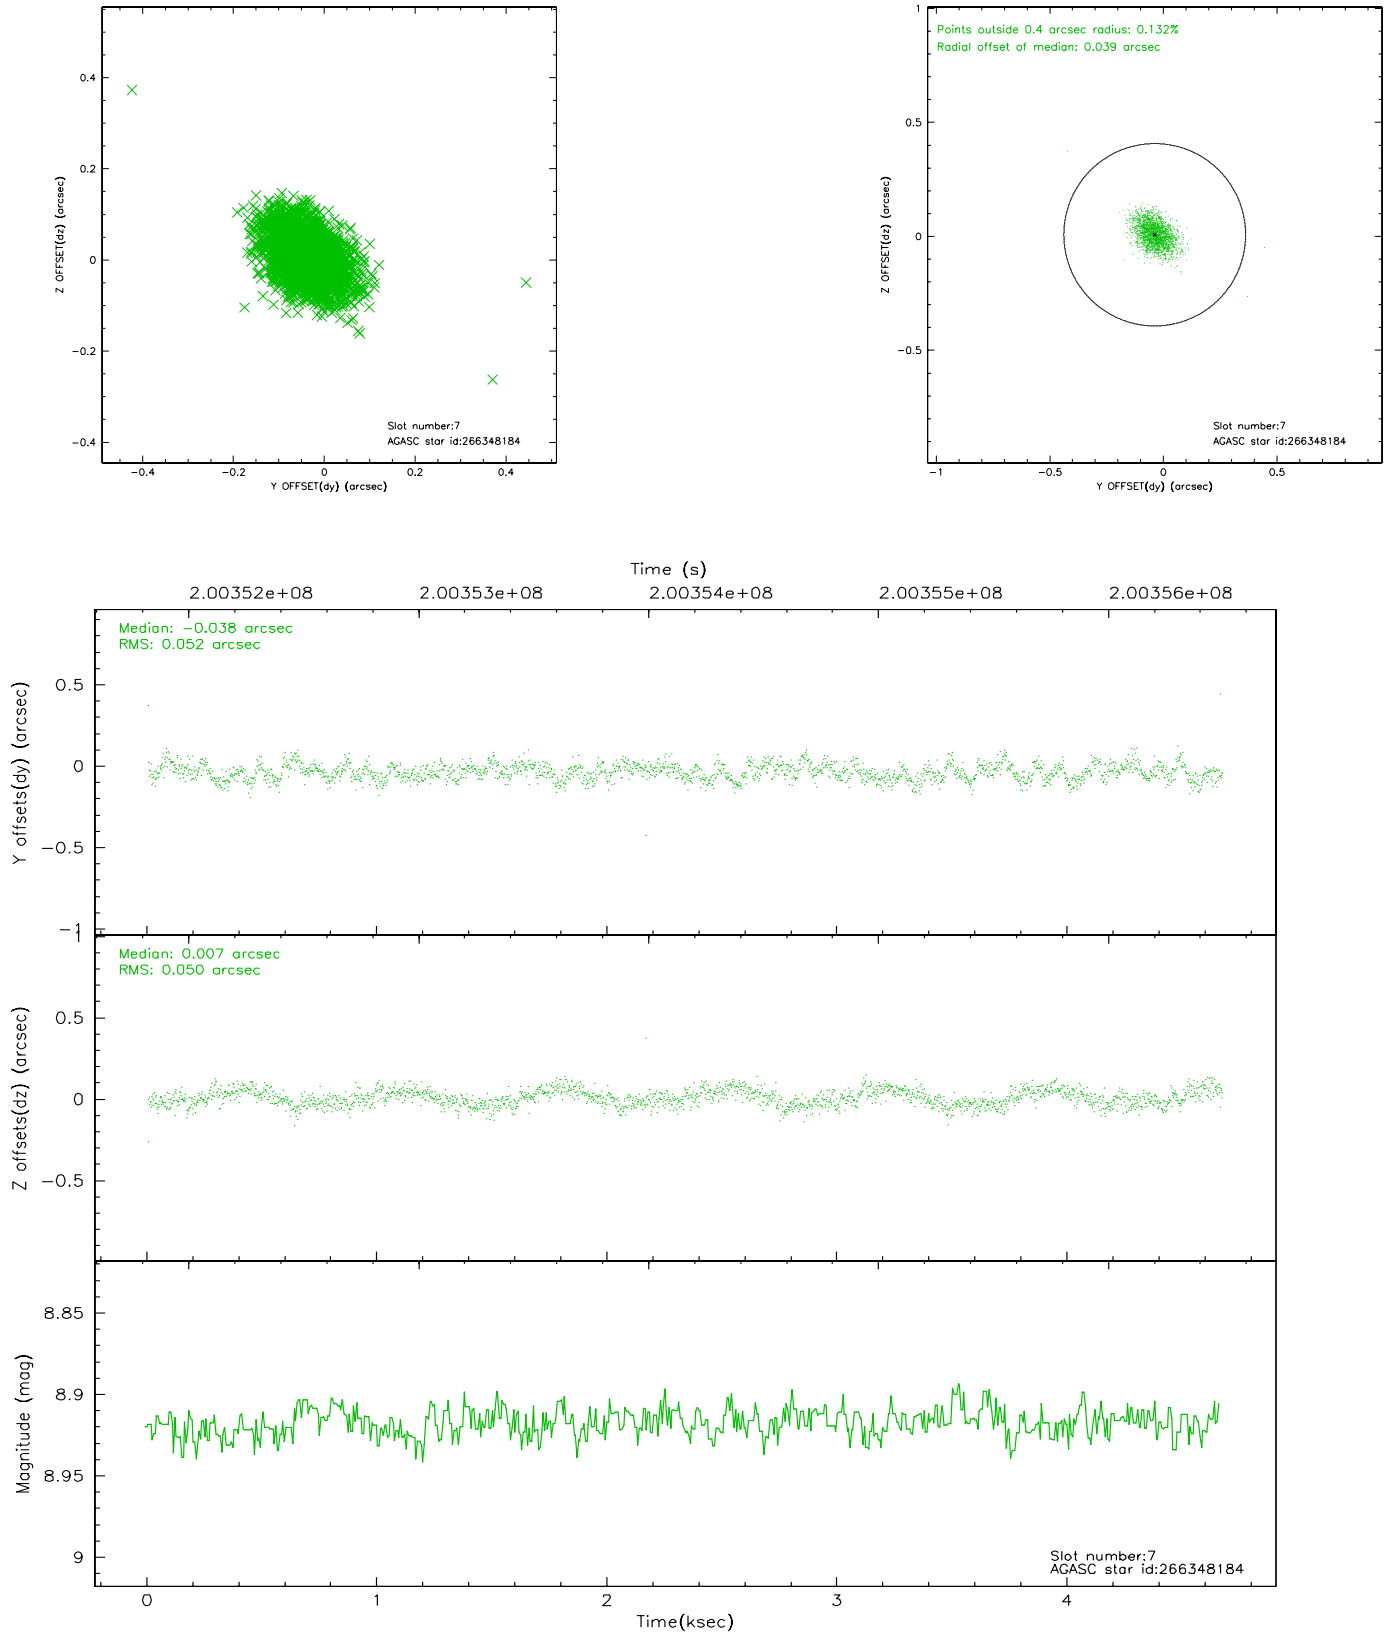 0.4
0.2
0
−0.2
−0.4
Z OFFSET(dz) (arcsec)
Slot number:7
AGASC star id:266348184
−0.4
−0.2
0
0.2
0.4
Y OFFSET(dy) (arcsec)
Points outside 0.4 arcsec radius: 0.132%
Radial offset of median: 0.039 arcsec
1
0.5
0
−0.5
Z OFFSET(dz) (arcsec)
Slot number:7
AGASC star id:266348184
−1
−0.5
0
0.5
Y OFFSET(dy) (arcsec)
Time (s)
2.00352e+08
2.00353e+08
2.00354e+08
2.00355e+08
2.00356e+08
Median: −0.038 arcsec
RMS: 0.052 arcsec
0.5
0
−0.5
−1
Y offsets(dy) (arcsec)
Median: 0.007 arcsec
RMS: 0.050 arcsec
1
0.5
0
−0.5
Z offsets(dz) (arcsec)
8.85
8.9
8.95
9
Magnitude (mag)
Slot number:7
AGASC star id:266348184
0
1
2
3
4
Time(ksec)